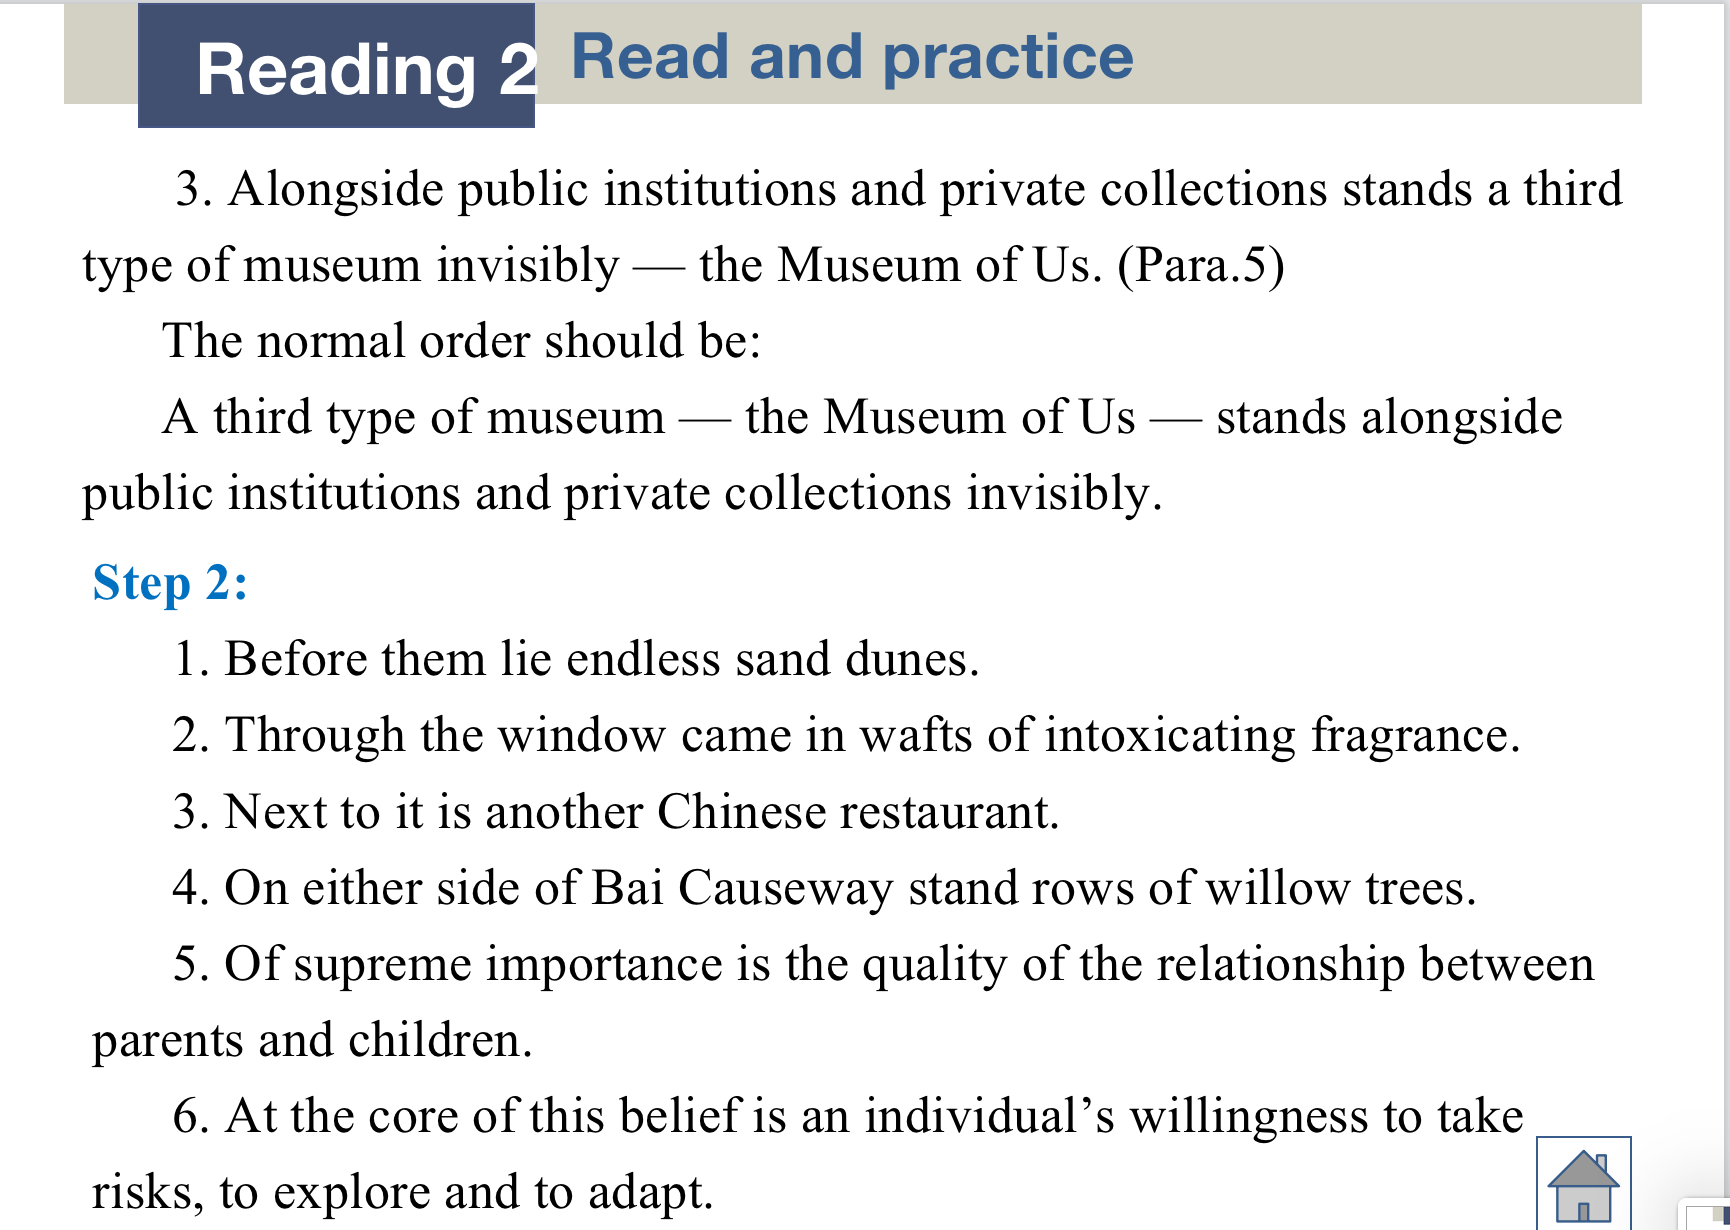 Reading 2 Read and practice
3. Alongside public institutions and private collections stands a third
type of museum invisibly — the Museum of Us. (Para.5)
The normal order should be:
A third type of museum — the Museum of Us — stands alongside
public institutions and private collections invisibly.
Step 2:
1. Before them lie endless sand dunes.
2. Through the window came in wafts of intoxicating fragrance.
3. Next to it is another Chinese restaurant.
4. On either side of Bai Causeway stand rows of willow trees.
5. Of supreme importance is the quality of the relationship between
parents and children.
6. At the core of this belief is an individual’s willingness to take
risks, to explore and to adapt.